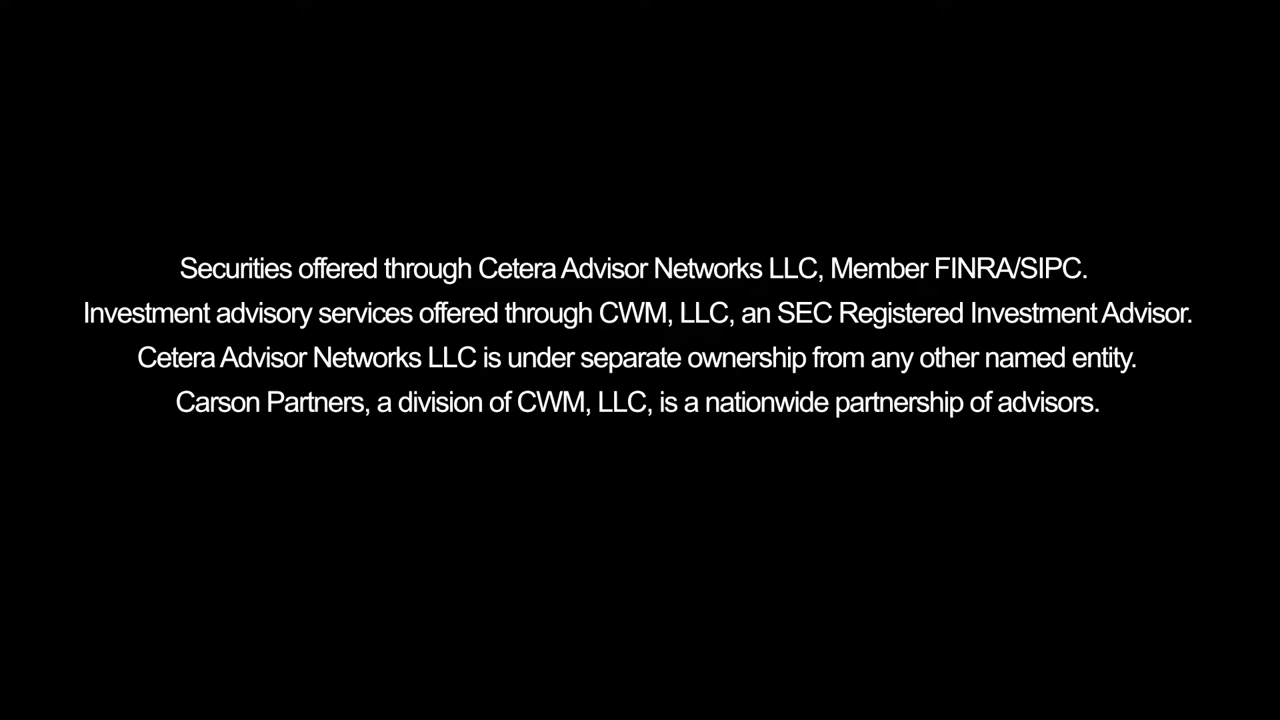 Securities offered through Cetera Advisor Networks LLC, Member FINRA/SIPC.
Investment advisory services offered through CWM, LLC, an SEC Registered Investment Advisor.
Cetera Advisor Networks LLC is under separate ownership from any other named entity.
Carson Partners, a division of CWM, LLC, is a nationwide partnership of advisors.